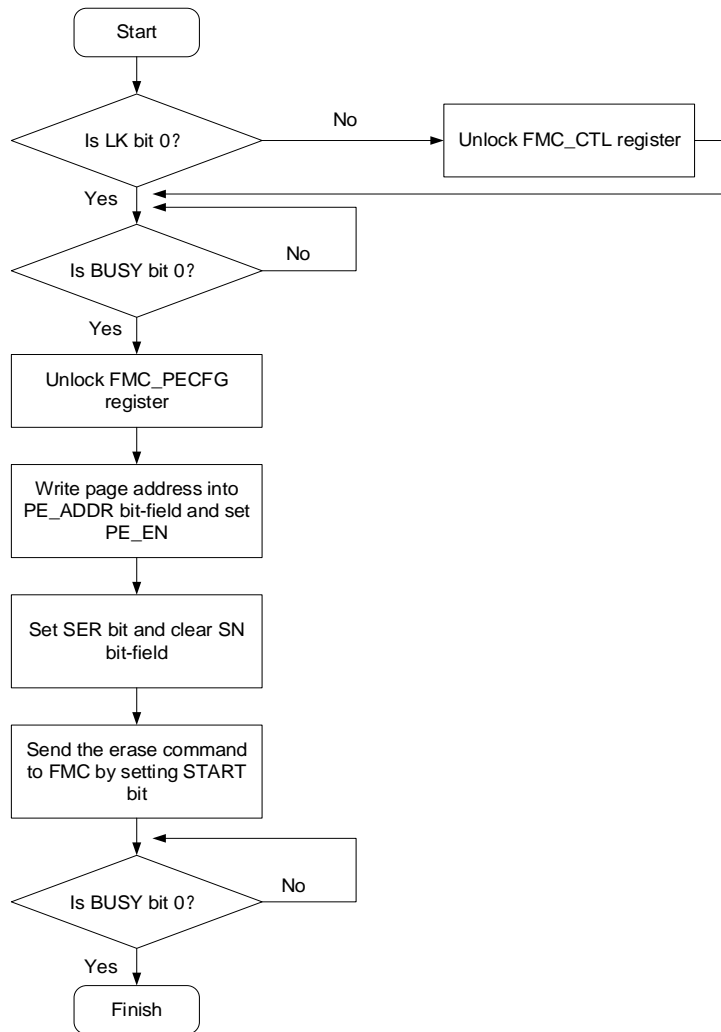 Start
Is LK bit 0?
No
Unlock FMC_CTL register
Yes
Is BUSY bit 0?
No
Yes
Unlock FMC_PECFG
register
Write page address into
PE_ADDR bit-field and set
PE_EN
Set SER bit and clear SN
bit-field
Send the erase command
to FMC by setting START
bit
Is BUSY bit 0?
No
Yes
Finish